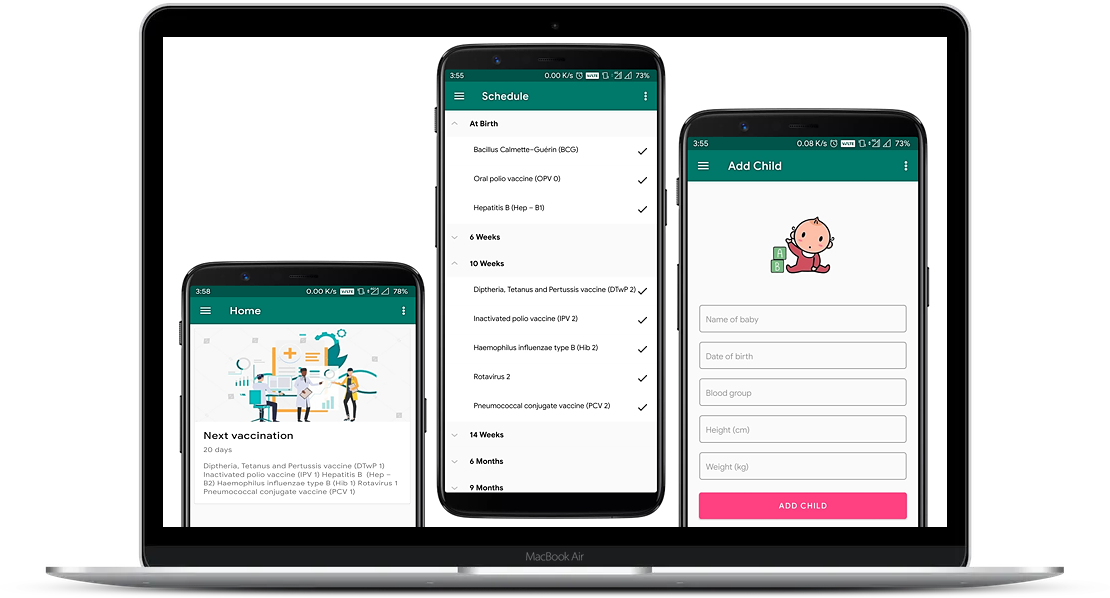 3:58
0.00 K/s VoLTE 78%
Home
Next vaccination
20 days
Diptheria, Tetanus and Pertussis vaccine (DTwP 1)
Inactivated polio vaccine (IPV 1) Hepatitis B (Hep –
B2) Haemophilus influenzae type B (Hib 1) Rotavirus 1
Pneumococcal conjugate vaccine (PCV 1)
3:55
0.00 K/s VoLTE 73%
Schedule
At Birth
Bacillus Calmette–Guérin (BCG)
Oral polio vaccine (OPV 0)
Hepatitis B (Hep – B1)
6 Weeks
10 Weeks
Diptheria, Tetanus and Pertussis vaccine (DTwP 2)
Inactivated polio vaccine (IPV 2)
Haemophilus influenzae type B (Hib 2)
Rotavirus 2
Pneumococcal conjugate vaccine (PCV 2)
14 Weeks
6 Months
9 Months
3:55
0.08 K/s VoLTE 73%
Add Child
A
B
Name of baby
Date of birth
Blood group
Height (cm)
Weight (kg)
ADD CHILD
MacBook Air